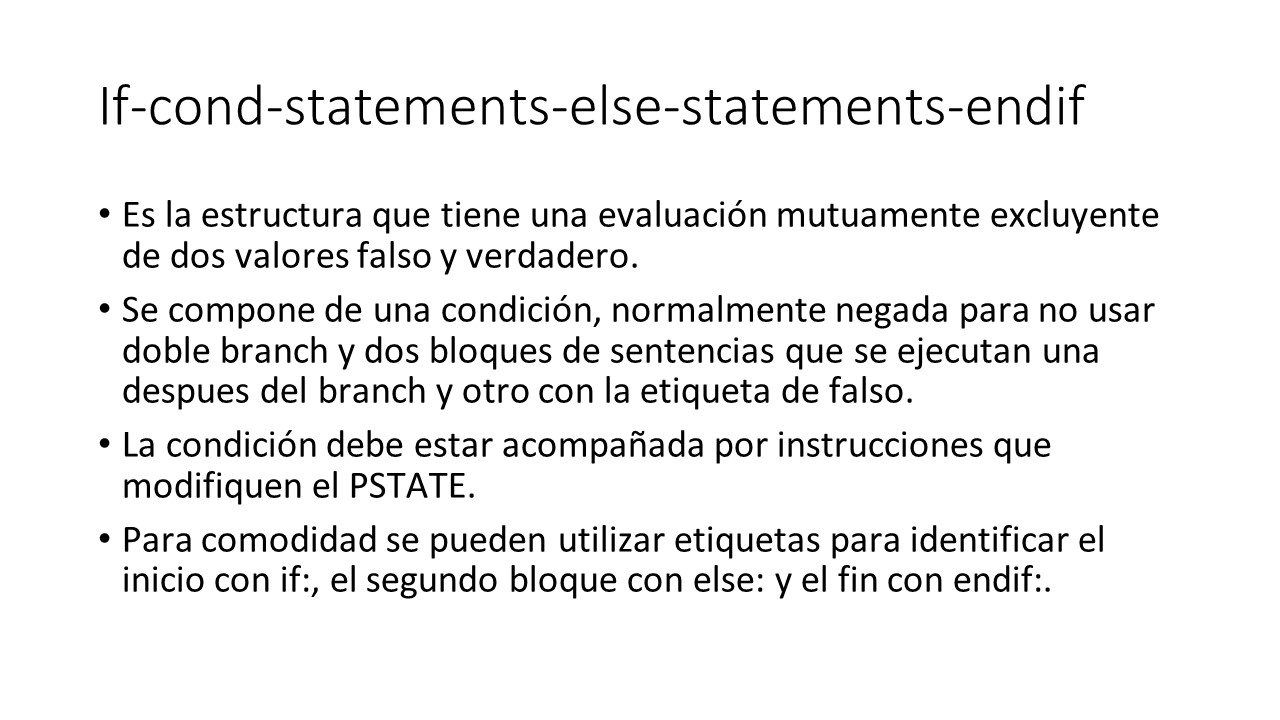 If-cond-statements-else-statements-endif
• Es la estructura que tiene una evaluación mutuamente excluyente
de dos valores falso y verdadero.
• Se compone de una condición, normalmente negada para no usar
doble branch y dos bloques de sentencias que se ejecutan una
despues del branch y otro con la etiqueta de falso.
• La condición debe estar acompañada por instrucciones que
modifiquen el PSTATE.
• Para comodidad se pueden utilizar etiquetas para identificar el
inicio con if:, el segundo bloque con else: y el fin con endif:.